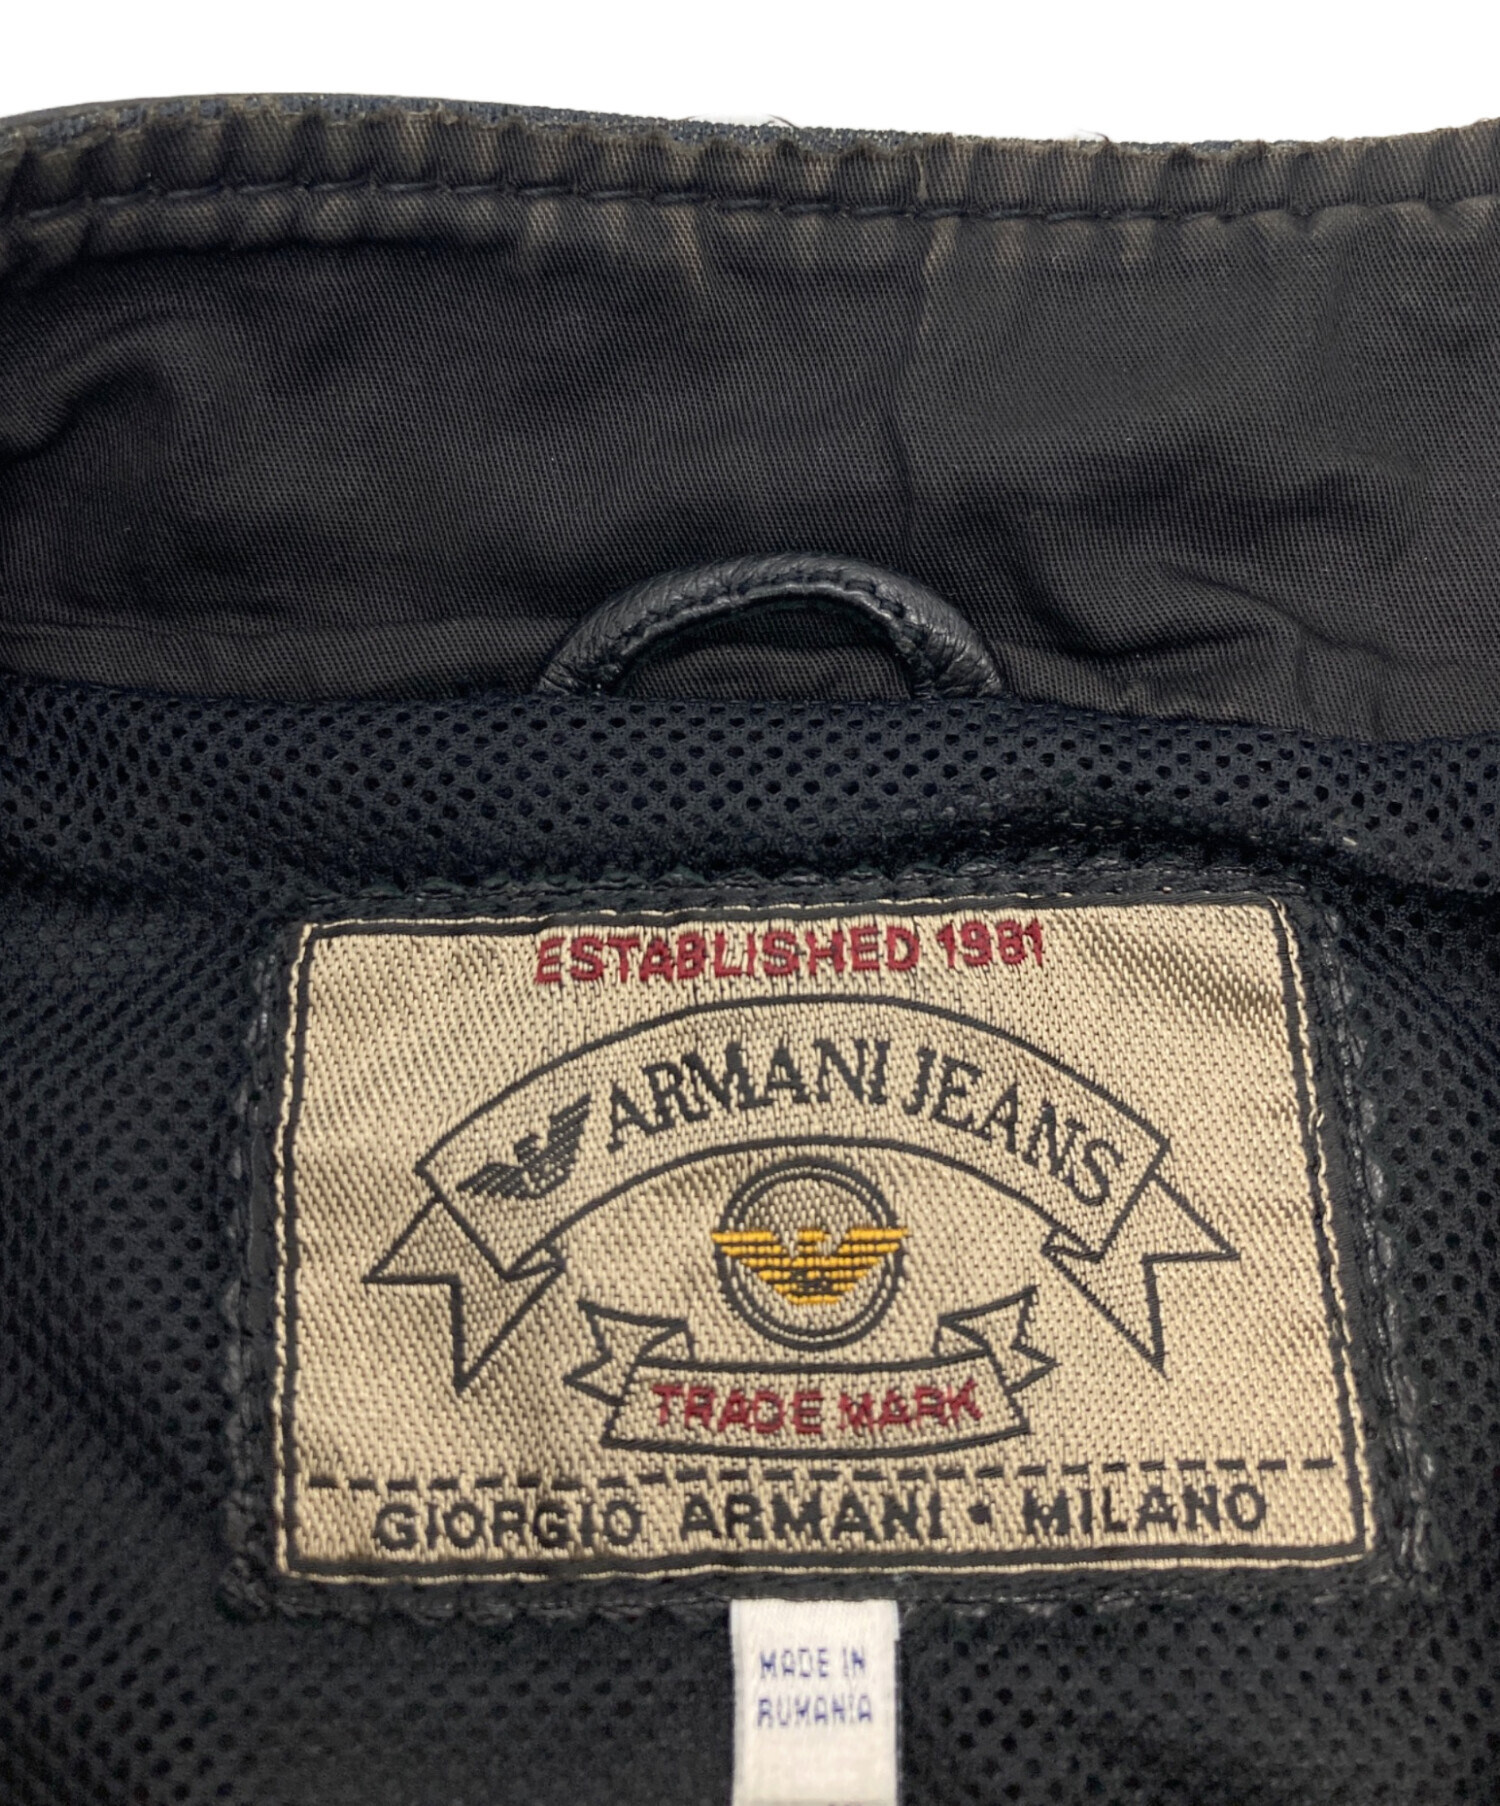 ESTABLISHED 1981
ARMANI JEANS
TRADE MARK
GIORGIO ARMANI • MILANO
MADE IN
RUMANIA